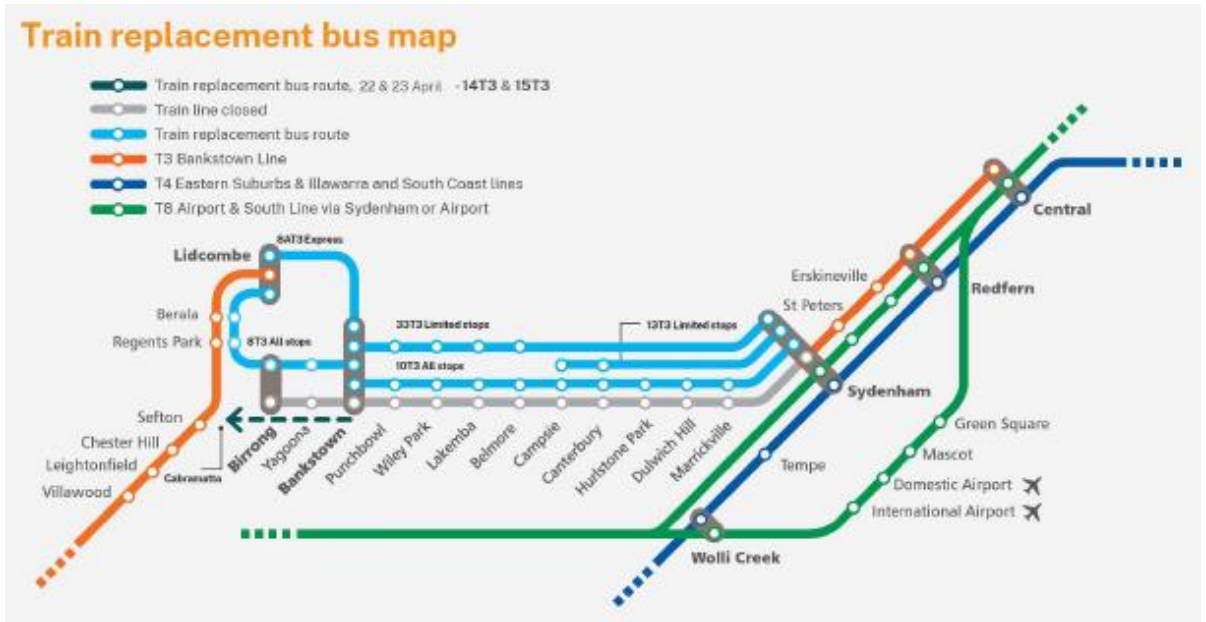 Train replacement bus map
Train replacement bus route, 22 & 23 April - 14T3 & 15T3
Train line closed
Train replacement bus route
T3 Bankstown Line
T4 Eastern Suburbs & Illawarra and South Coast lines
T8 Airport & South Line via Sydenham or Airport
Central
8AT3 Express
Lidcombe
Erskineville
Redfern
St Peters
Berala
33T3 Limited stops
13T3 Limited stops
Regents Park
8T3 All stops
10T3 All stops
Sydenham
Sefton
Green Square
Chester Hill
Birrong
Yagoona
Bankstown
Punchbowl
Wiley Park
Lakemba
Belmore
Campsie
Canterbury
Hurlstone Park
Dulwich Hill
Marrickville
Mascot
Leightonfield
Tempe
Cabramatta
Domestic Airport
Villawood
International Airport
Wolli Creek